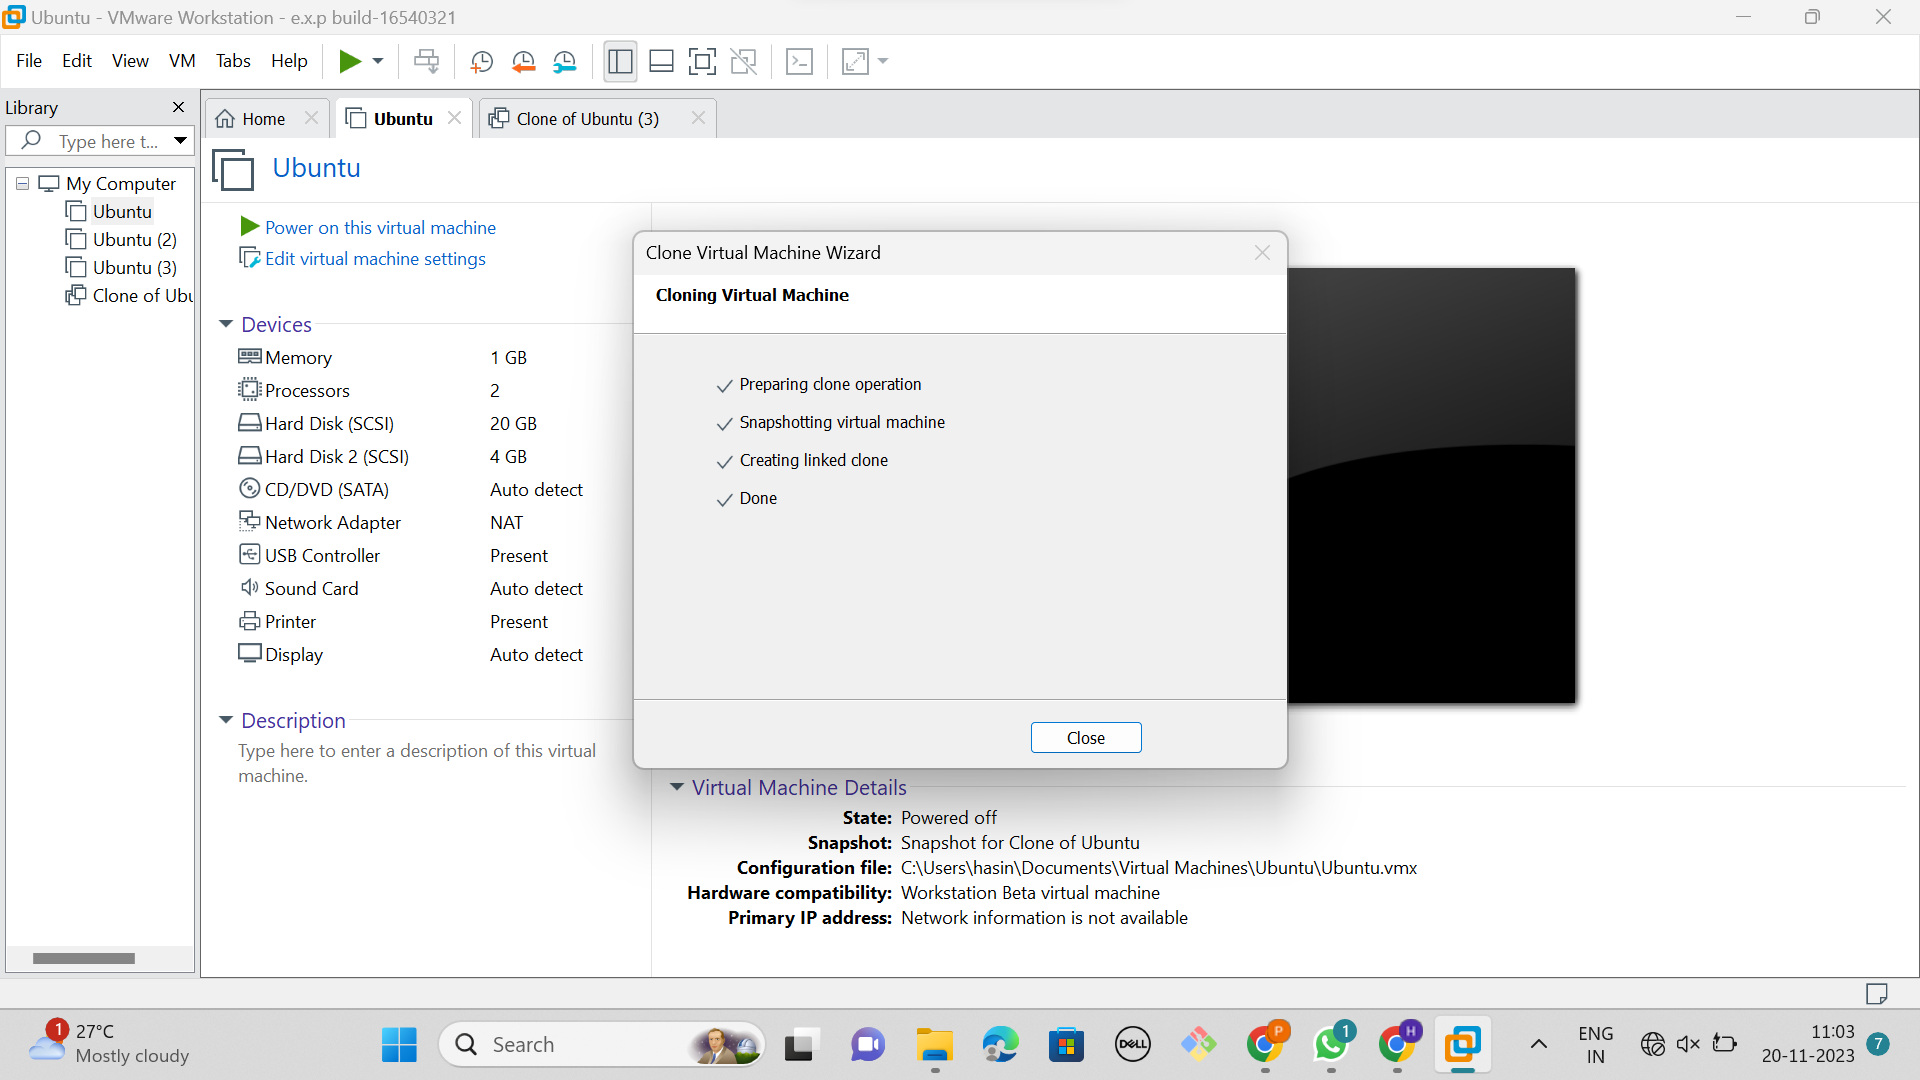 Ubuntu - VMware Workstation - e.x.p build-16540321
File Edit View VM Tabs Help
Library
Type here t...
My Computer
Ubuntu
Ubuntu (2)
Ubuntu (3)
Clone of Ubu
Home
Ubuntu
Clone of Ubuntu (3)
Ubuntu
Power on this virtual machine
Edit virtual machine settings
Devices
Memory 1 GB
Processors 2
Hard Disk (SCSI) 20 GB
Hard Disk 2 (SCSI) 4 GB
CD/DVD (SATA) Auto detect
Network Adapter NAT
USB Controller Present
Sound Card Auto detect
Printer Present
Display Auto detect
Description
Type here to enter a description of this virtual
machine.
Clone Virtual Machine Wizard
Cloning Virtual Machine
Preparing clone operation
Snapshotting virtual machine
Creating linked clone
Done
Close
Virtual Machine Details
State: Powered off
Snapshot: Snapshot for Clone of Ubuntu
Configuration file: C:\Users\hasin\Documents\Virtual Machines\Ubuntu\Ubuntu.vmx
Hardware compatibility: Workstation Beta virtual machine
Primary IP address: Network information is not available
1
27°C
Mostly cloudy
Search
DELL
P
1
H
ENG
IN
11:03
20-11-2023
7